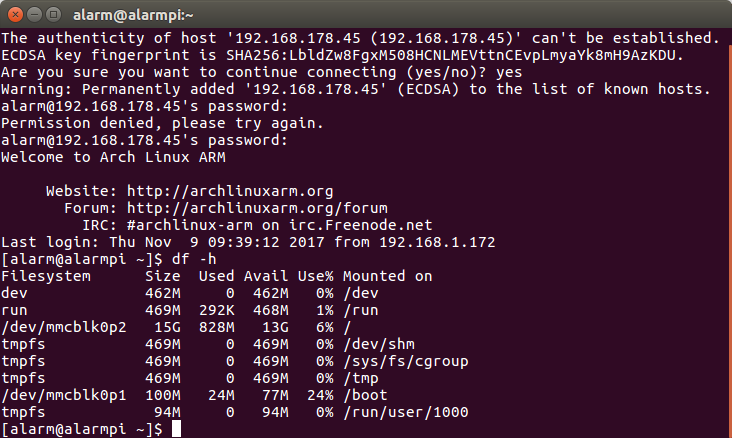 alarm@alarmpi:~
The authenticity of host '192.168.178.45 (192.168.178.45)' can't be established.
ECDSA key fingerprint is SHA256:LbldZw8FgxM508HCNLMEVttnCEvpLmyaYk8mH9AzKDU.
Are you sure you want to continue connecting (yes/no)? yes
Warning: Permanently added '192.168.178.45' (ECDSA) to the list of known hosts.
alarm@192.168.178.45's password:
Permission denied, please try again.
alarm@192.168.178.45's password:
Welcome to Arch Linux ARM
     Website: http://archlinuxarm.org
       Forum: http://archlinuxarm.org/forum
         IRC: #archlinux-arm on irc.Freenode.net
Last login: Thu Nov  9 09:39:12 2017 from 192.168.1.172
[alarm@alarmpi ~]$ df -h
Filesystem      Size  Used Avail Use% Mounted on
dev             462M     0  462M   0% /dev
run             469M  292K  468M   1% /run
/dev/mmcblk0p2   15G  828M   13G   6% /
tmpfs           469M     0  469M   0% /dev/shm
tmpfs           469M     0  469M   0% /sys/fs/cgroup
tmpfs           469M     0  469M   0% /tmp
/dev/mmcblk0p1  100M   24M   77M  24% /boot
tmpfs            94M     0   94M   0% /run/user/1000
[alarm@alarmpi ~]$